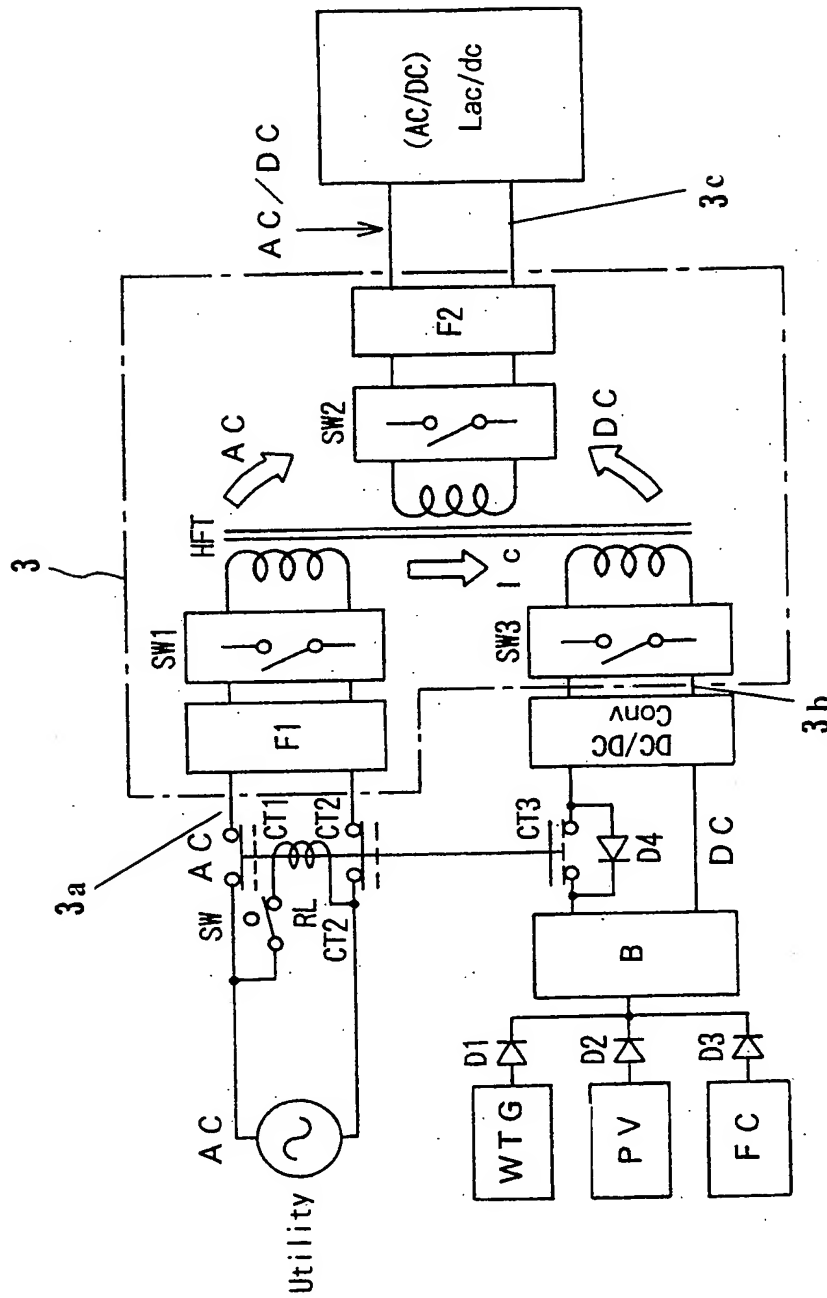 3
3a
AC
SW
AC
CT1
RL
CT2
CT2
Utility
F1
SW1
HFT
AC
SW2
F2
AC/DC
(AC/DC)
Lac/dc
3c
Ic
DC
SW3
DC/DC
Conv
3b
CT3
D4
DC
B
D1
D2
D3
WTG
PV
FC